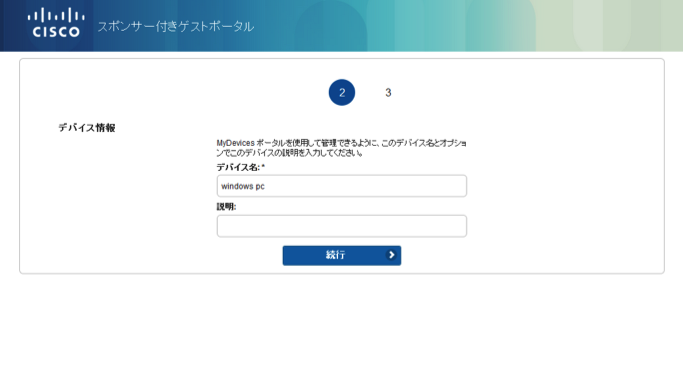 CISCO スポンサー付きゲストポータル
2 3
デバイス情報
MyDevices ポータルを使用して管理できるように、このデバイス名とオプショ
ンでこのデバイスの説明を入力してください。
デバイス名:*
windows pc
説明:
続行